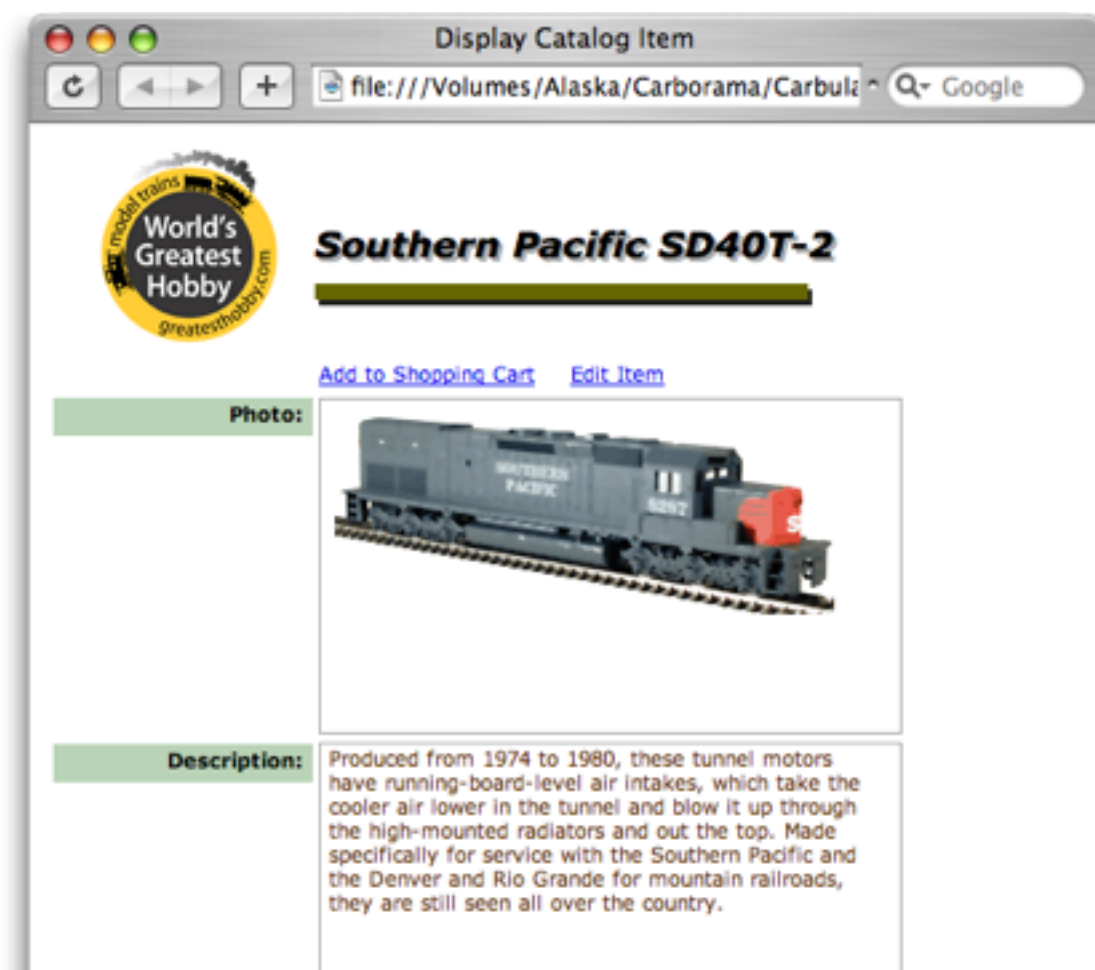 Display Catalog Item
file:///Volumes/Alaska/Carborama/Carbula
Google
model trains
World's
Greatest
Hobby
greatesthobby.com
Southern Pacific SD40T-2
Add to Shopping Cart
Edit Item
Photo:
SOUTHERN
PACIFIC
S
Description:
Produced from 1974 to 1980, these tunnel motors
have running-board-level air intakes, which take the
cooler air lower in the tunnel and blow it up through
the high-mounted radiators and out the top. Made
specifically for service with the Southern Pacific and
the Denver and Rio Grande for mountain railroads,
they are still seen all over the country.